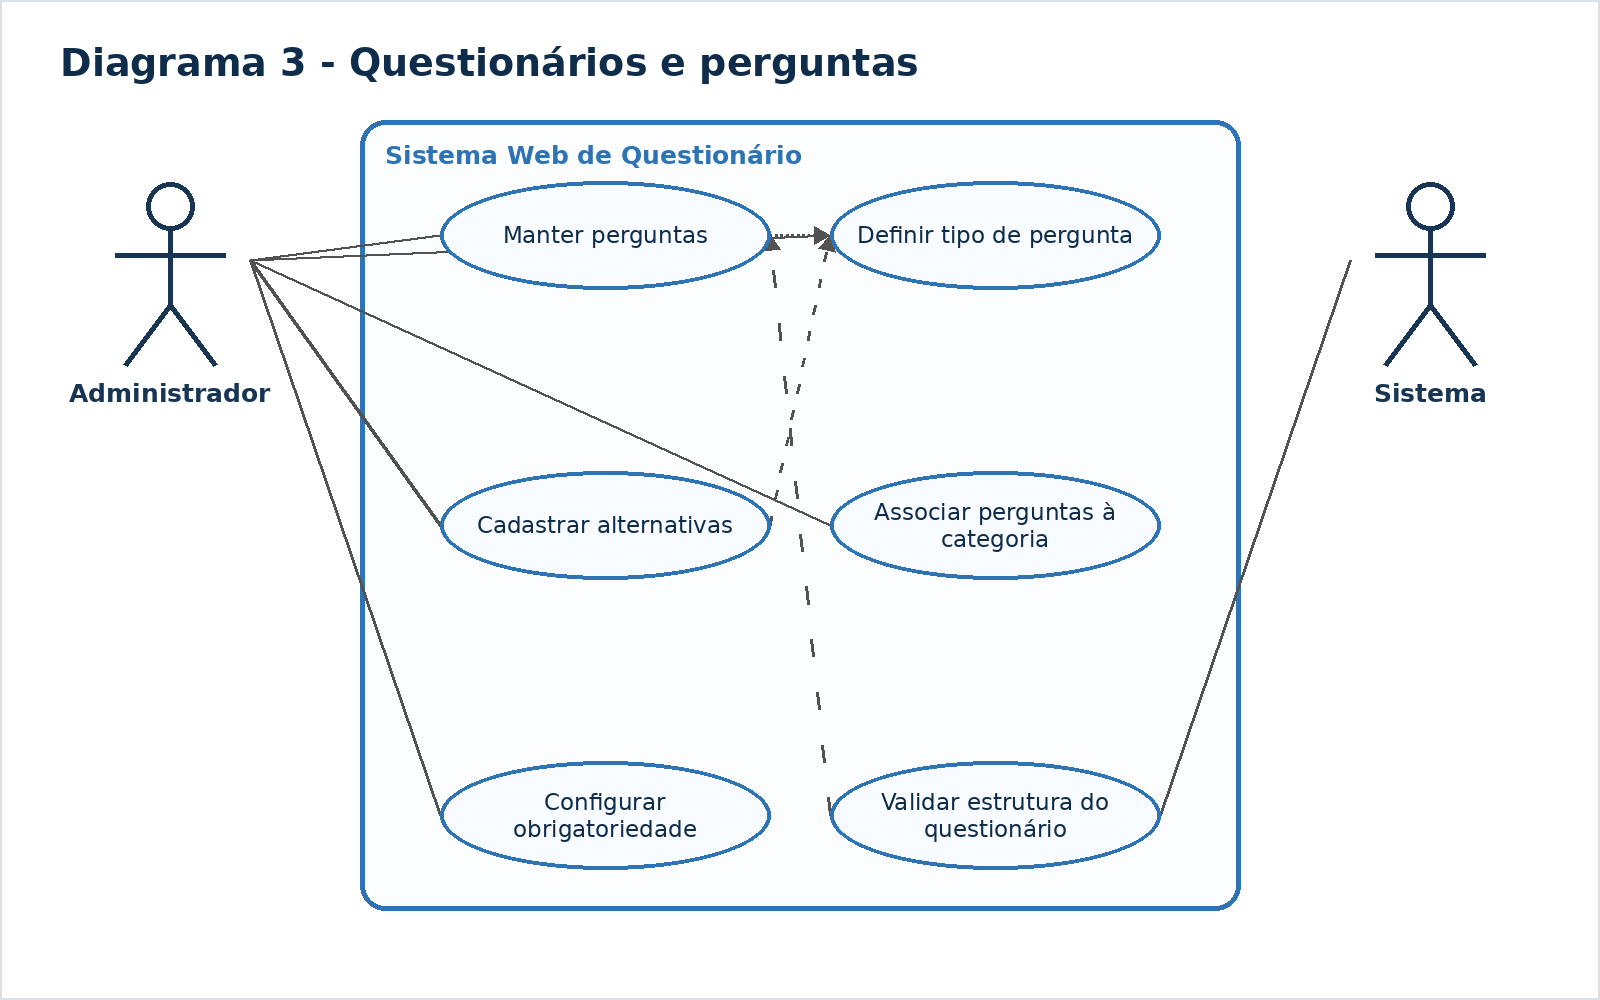 Diagrama 3 - Questionários e perguntas
Sistema Web de Questionário
Manter perguntas
Definir tipo de pergunta
Administrador
Sistema
Cadastrar alternativas
Associar perguntas à
categoria
Configurar
obrigatoriedade
Validar estrutura do
questionário